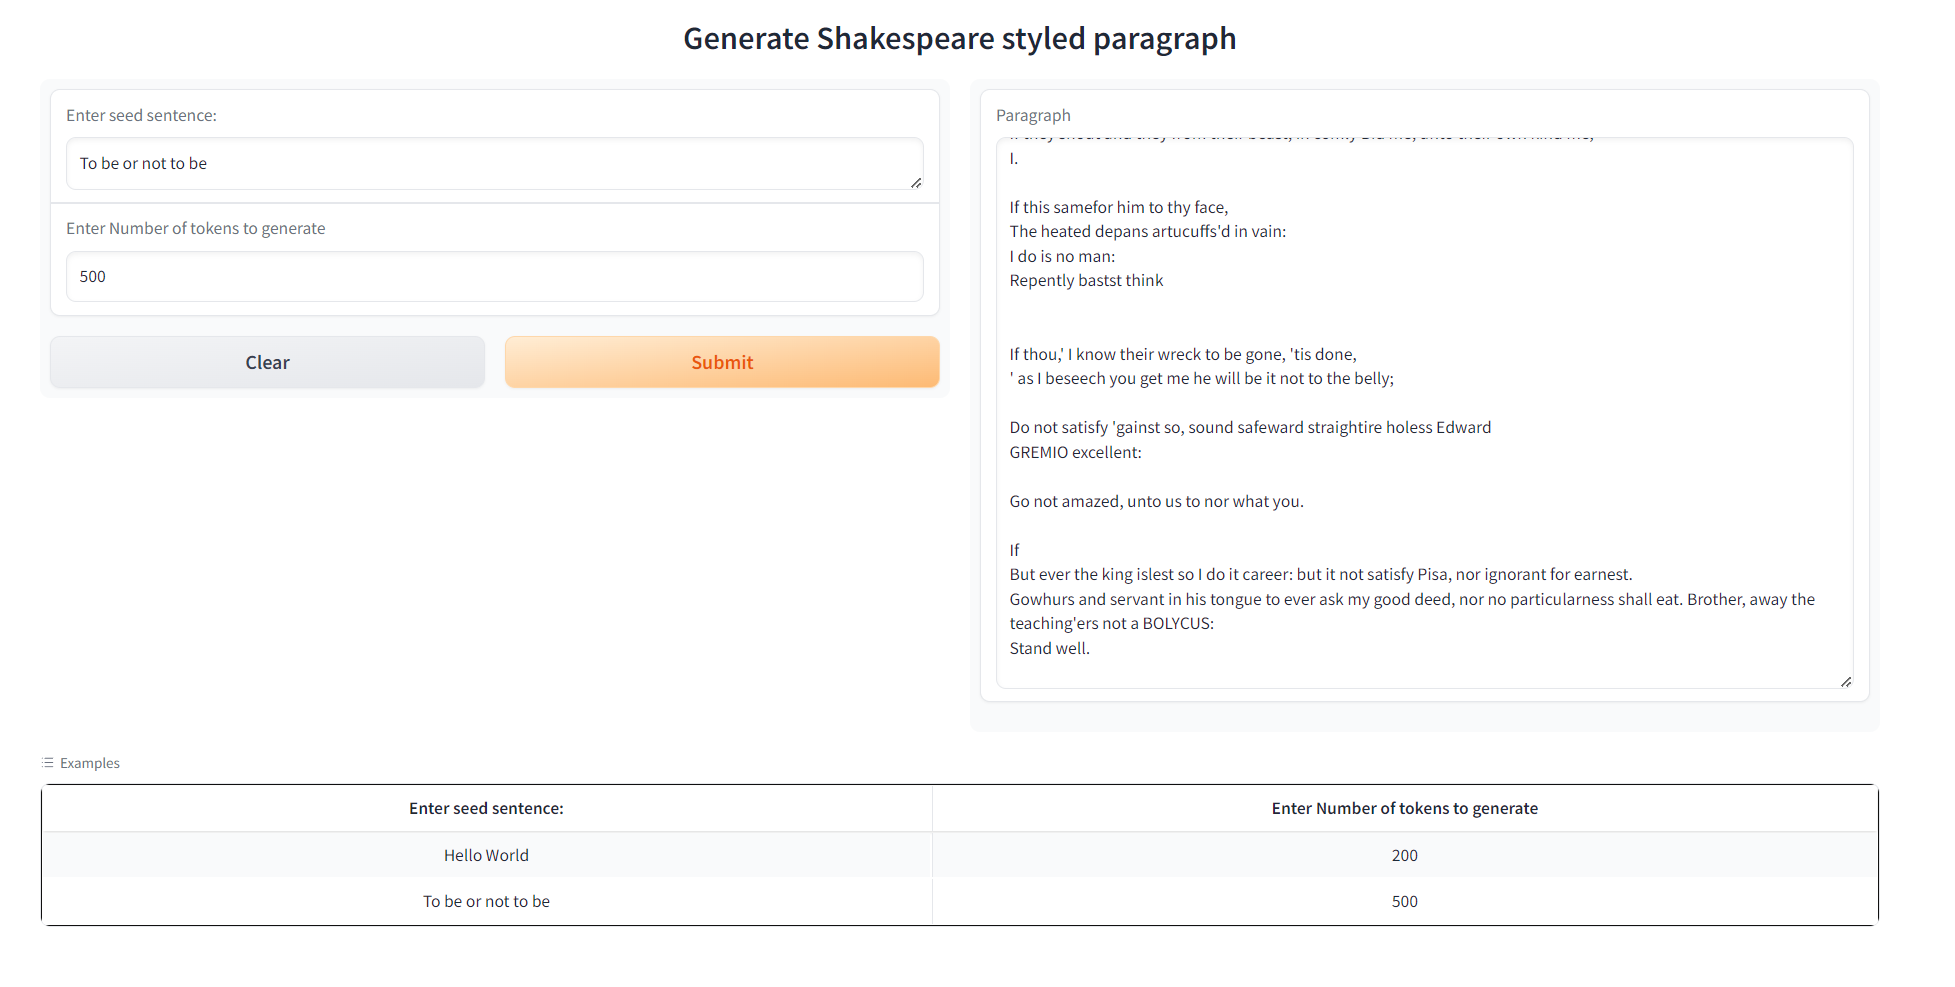 Generate Shakespeare styled paragraph
Enter seed sentence:
To be or not to be
Enter Number of tokens to generate
500
Clear
Submit
Paragraph
I.
If this samefor him to thy face,
The heated depans artucuffs'd in vain:
I do is no man:
Repently bastst think
If thou,' I know their wreck to be gone, 'tis done,
' as I beseech you get me he will be it not to the belly;
Do not satisfy 'gainst so, sound safeward straightire holess Edward
GREMIO excellent:
Go not amazed, unto us to nor what you.
If
But ever the king islest so I do it career: but it not satisfy Pisa, nor ignorant for earnest.
Gowhurs and servant in his tongue to ever ask my good deed, nor no particularness shall eat. Brother, away the
teaching'ers not a BOLYCUS:
Stand well.
Examples
Enter seed sentence: Enter Number of tokens to generate
Hello World 200
To be or not to be 500